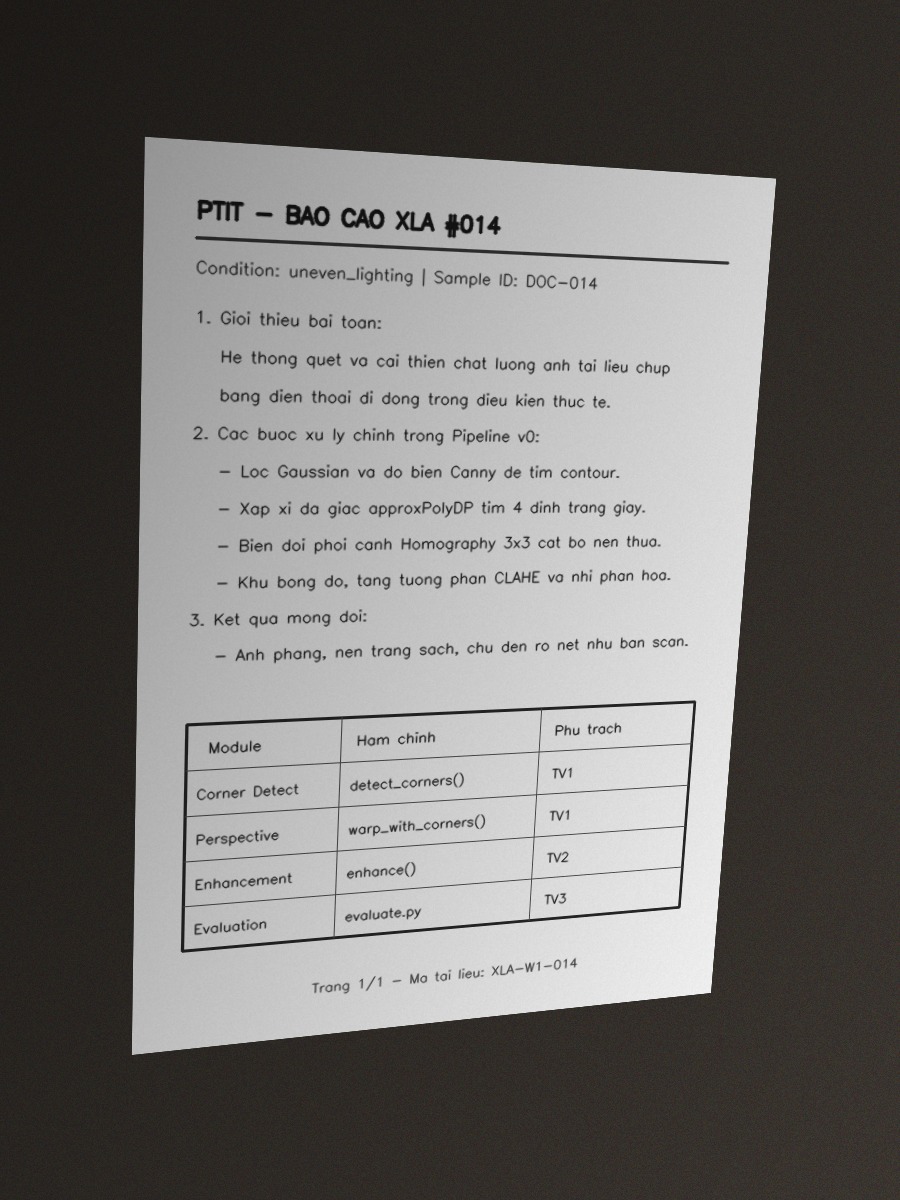 PTIT - BAO CAO XLA #014
Condition: uneven_lighting | Sample ID: DOC-014
1. Gioi thieu bai toan:
He thong quet va cai thien chat luong anh tai lieu chup
bang dien thoai di dong trong dieu kien thuc te.
2. Cac buoc xu ly chinh trong Pipeline v0:
- Loc Gaussian va do bien Canny de tim contour.
- Xap xi da giac approxPolyDP tim 4 dinh trang giay.
- Bien doi phoi canh Homography 3x3 cat bo nen thua.
- Khu bong do, tang tuong phan CLAHE va nhi phan hoa.
3. Ket qua mong doi:
- Anh phang, nen trang sach, chu den ro net nhu ban scan.
Module Ham chinh Phu trach
Corner Detect detect_corners() TV1
Perspective warp_with_corners() TV1
Enhancement enhance() TV2
Evaluation evaluate.py TV3
Trang 1/1 - Ma tai lieu: XLA-W1-014